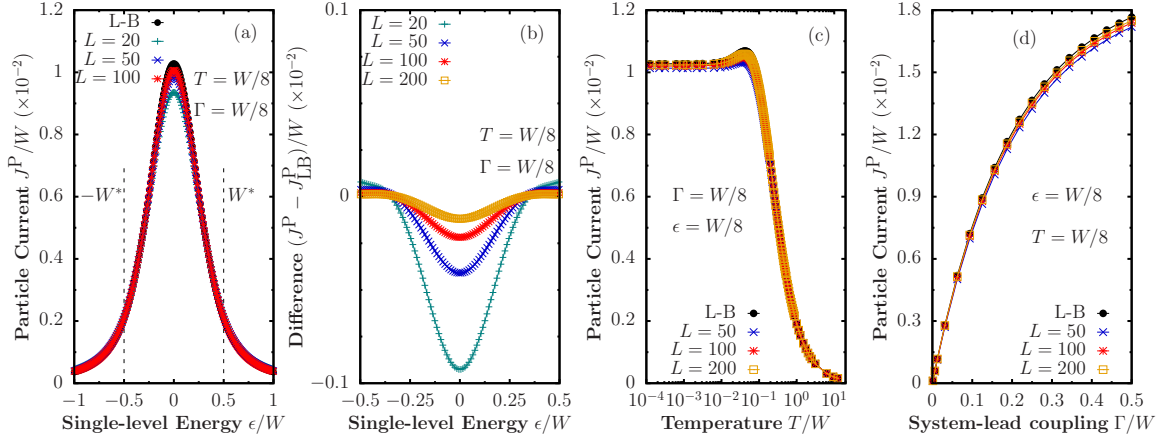 Particle Current J^P/W (×10^−2)
1.2
1
0.8
0.6
0.4
0.2
0
L-B
L = 20
L = 50
L = 100
(a)
T = W/8
Γ = W/8
−W*
W*
−1
−0.5
0
0.5
1
Single-level Energy ϵ/W
Difference (J^P − J^P_LB)/W (×10^−2)
0.1
0
−0.1
L = 20
L = 50
L = 100
L = 200
(b)
T = W/8
Γ = W/8
−0.5
−0.25
0
0.25
0.5
Single-level Energy ϵ/W
Particle Current J^P/W (×10^−2)
1.2
1
0.8
0.6
0.4
0.2
0
(c)
Γ = W/8
ϵ = W/8
L-B
L = 50
L = 100
L = 200
10^−4
10^−3
10^−2
10^−1
10^0
10^1
Temperature T/W
Particle Current J^P/W (×10^−2)
1.8
1.5
1.2
0.9
0.6
0.3
0
(d)
ϵ = W/8
T = W/8
L-B
L = 50
L = 100
L = 200
0
0.1
0.2
0.3
0.4
0.5
System-lead coupling Γ/W